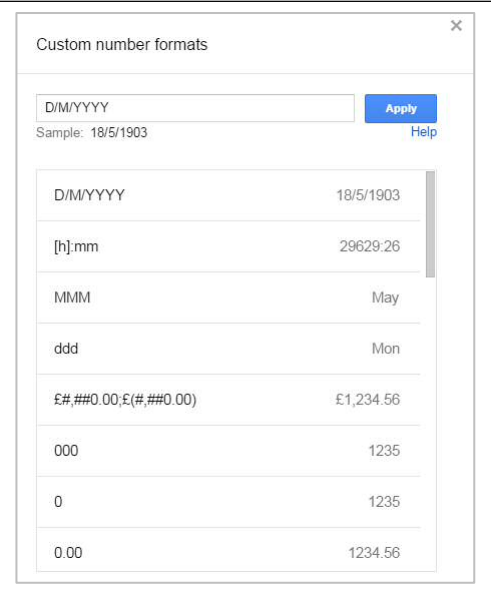 ×
Custom number formats
D/M/YYYY
Apply
Sample: 18/5/1903
Help
D/M/YYYY 18/5/1903
[h]:mm 29629:26
MMM May
ddd Mon
£#,##0.00;£(#,##0.00) £1,234.56
000 1235
0 1235
0.00 1234.56